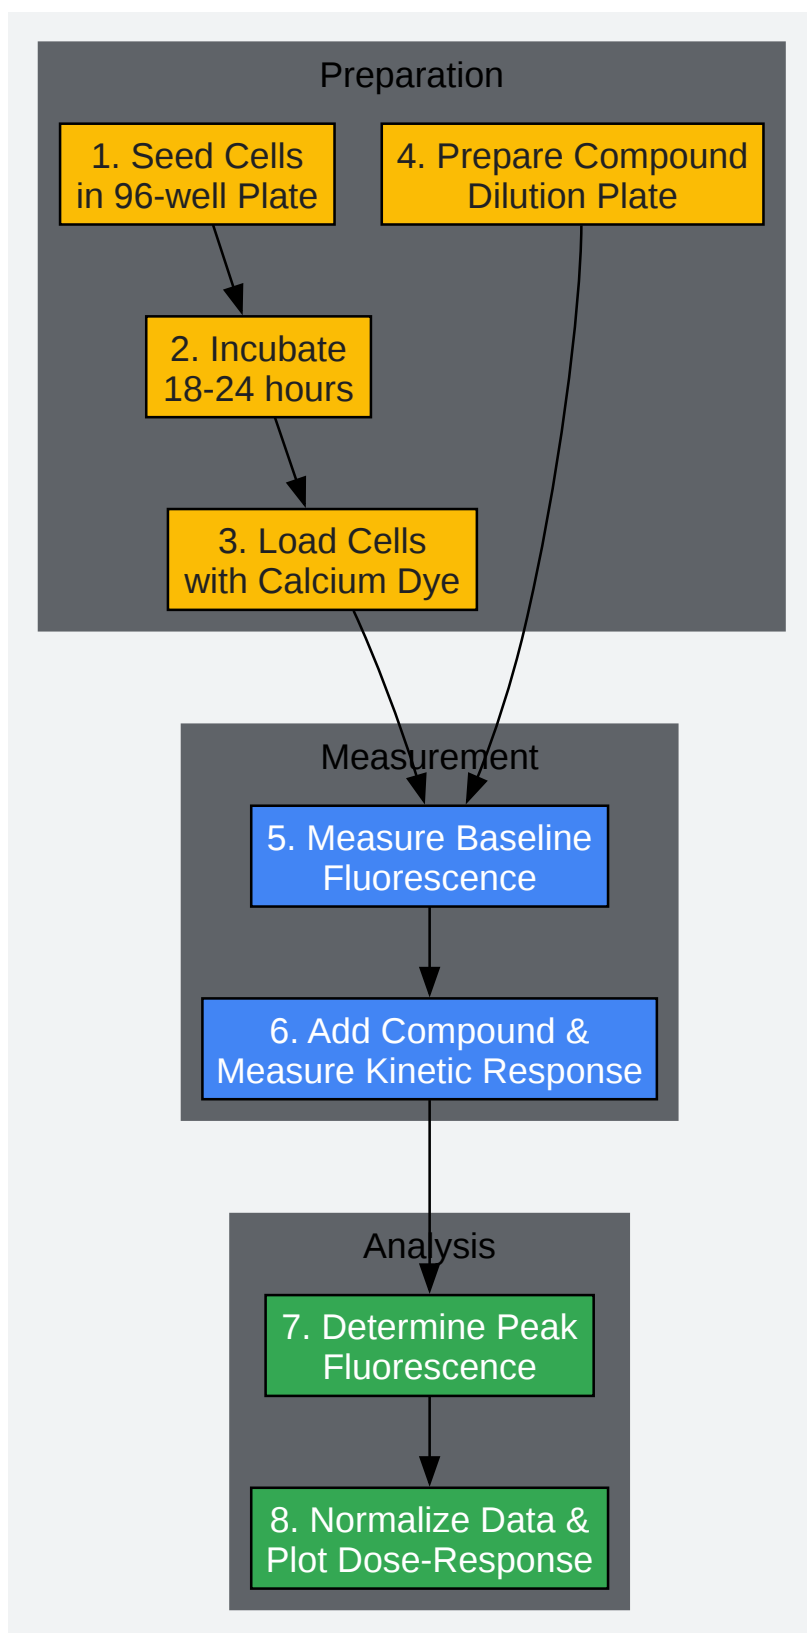 Preparation
1. Seed Cells
in 96-well Plate
4. Prepare Compound
Dilution Plate
2. Incubate
18-24 hours
3. Load Cells
with Calcium Dye
Measurement
5. Measure Baseline
Fluorescence
6. Add Compound &
Measure Kinetic Response
Analysis
7. Determine Peak
Fluorescence
8. Normalize Data &
Plot Dose-Response